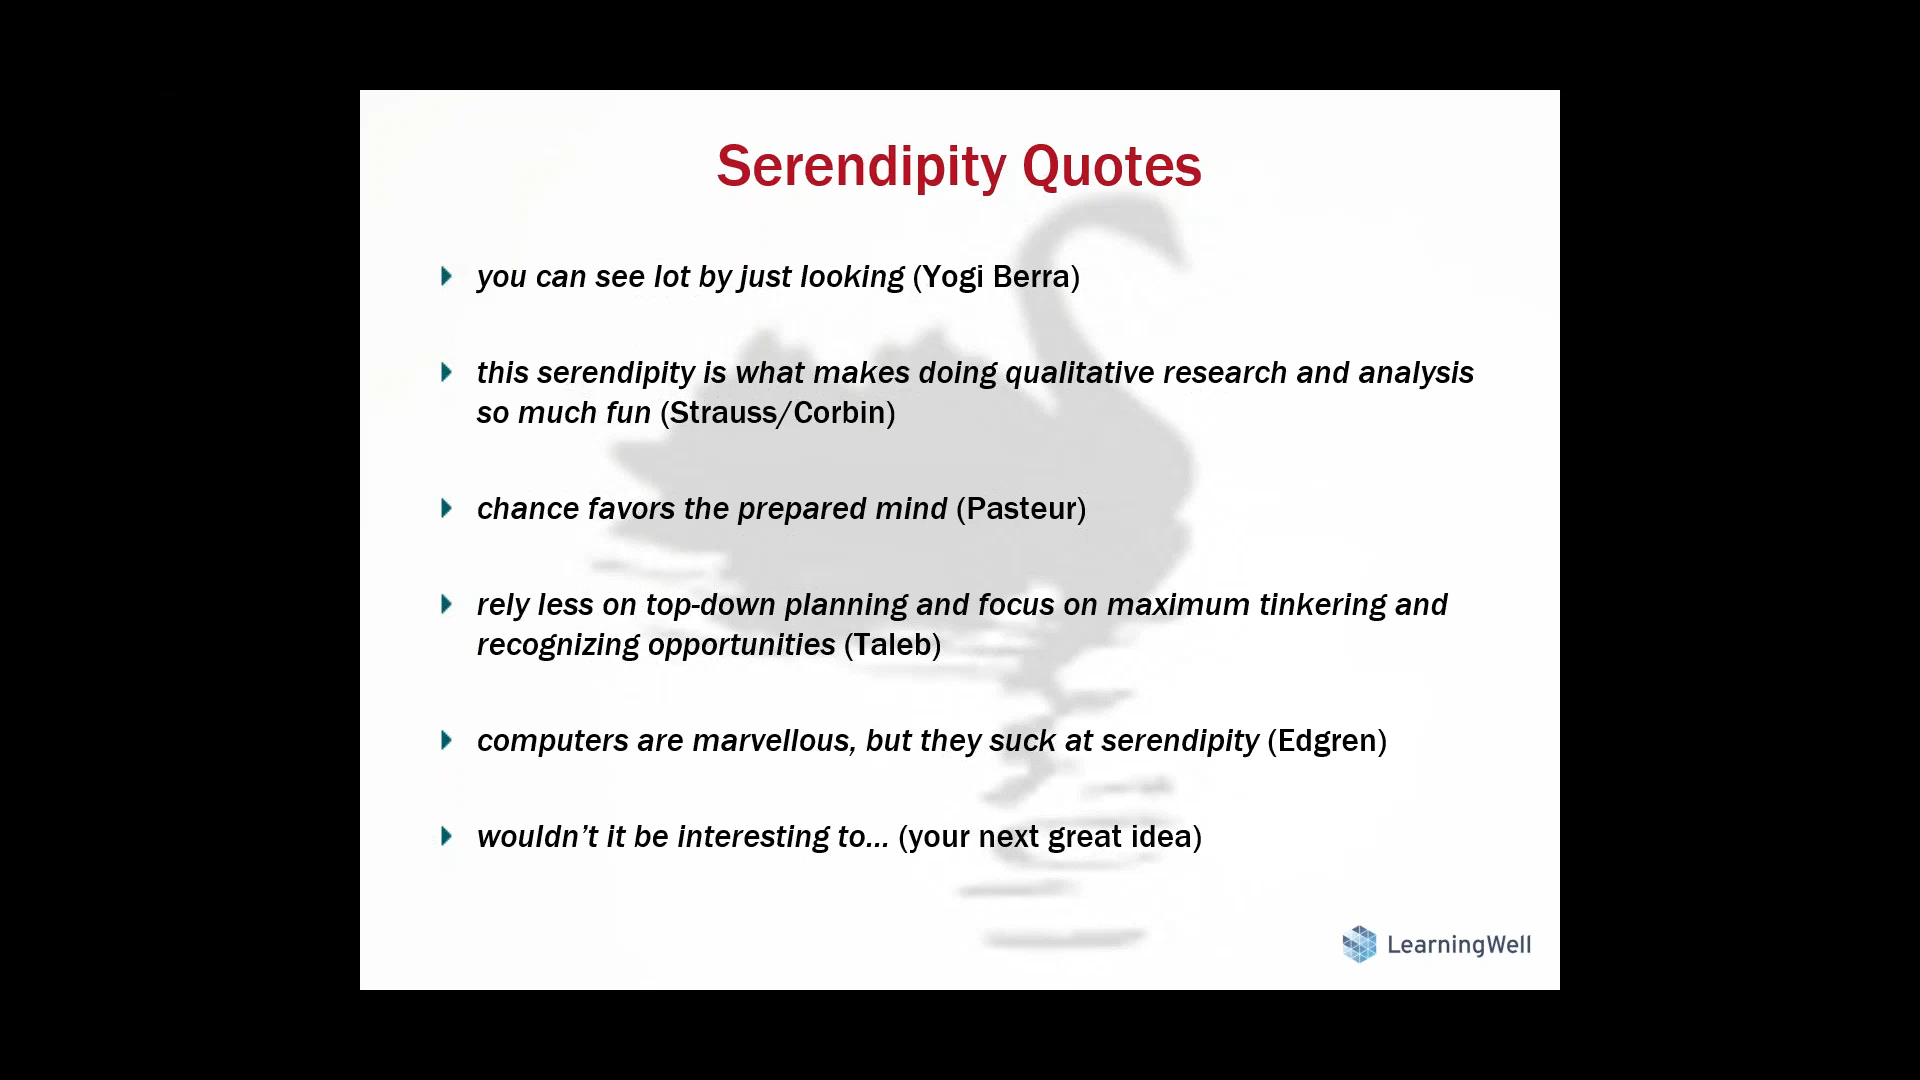 Serendipity Quotes
you can see lot by just looking (Yogi Berra)
this serendipity is what makes doing qualitative research and analysis
so much fun (Strauss/Corbin)
chance favors the prepared mind (Pasteur)
rely less on top-down planning and focus on maximum tinkering and
recognizing opportunities (Taleb)
computers are marvellous, but they suck at serendipity (Edgren)
wouldn’t it be interesting to... (your next great idea)
LearningWell